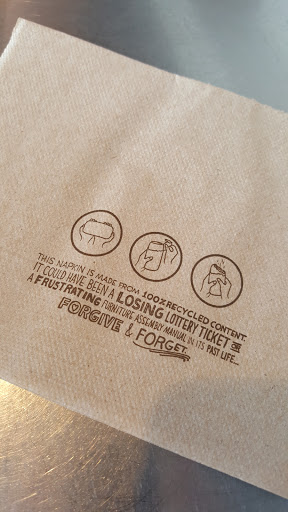 THIS NAPKIN IS MADE FROM 100% RECYCLED CONTENT.
IT COULD HAVE BEEN A LOSING LOTTERY TICKET OR
A FRUSTRATING FURNITURE ASSEMBLY MANUAL IN ITS PAST LIFE...
FORGIVE & FORGET.